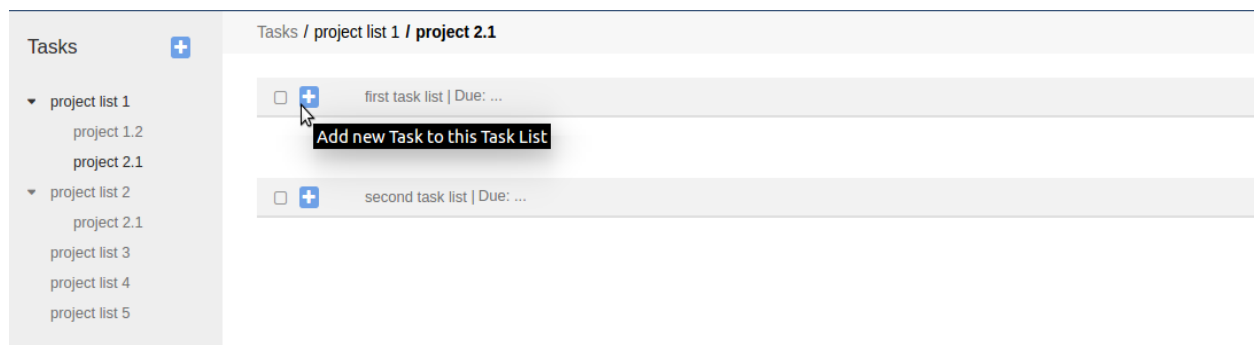 Tasks
project list 1
project 1.2
project 2.1
project list 2
project 2.1
project list 3
project list 4
project list 5
Tasks / project list 1 / project 2.1
first task list | Due: ...
Add new Task to this Task List
second task list | Due: ...